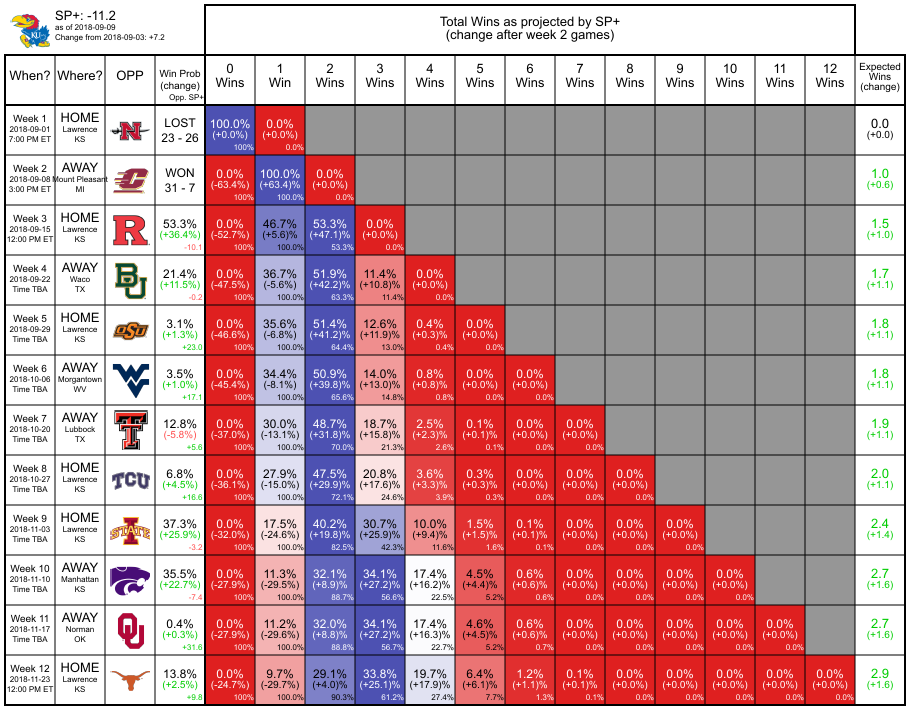 SP+: -11.2
as of 2018-09-09
Change from 2018-09-03: +7.2
KU
Total Wins as projected by SP+
(change after week 2 games)
When? Where? OPP Win Prob (change) Opp. SP+ 0 Wins 1 Win 2 Wins 3 Wins 4 Wins 5 Wins 6 Wins 7 Wins 8 Wins 9 Wins 10 Wins 11 Wins 12 Wins Expected Wins (change)
Week 1 HOME LOST 100.0% 0.0% 0.0
2018-09-01 Lawrence N 23 - 26 (+0.0%) (+0.0%) (+0.0)
7:00 PM ET KS 100% 0.0%
Week 2 AWAY WON 0.0% 100.0% 0.0% 1.0
2018-09-08 Mount Pleasant C 31 - 7 (-63.4%) (+63.4)% (+0.0%) (+0.6)
3:00 PM ET MI 100% 100.0% 0.0%
Week 3 HOME 53.3% 0.0% 46.7% 53.3% 0.0% 1.5
2018-09-15 Lawrence R (+36.4%) (-52.7%) (+5.6)% (+47.1)% (+0.0%) (+1.0)
12:00 PM ET KS -10.1 100% 100.0% 53.3% 0.0%
Week 4 AWAY 21.4% 0.0% 36.7% 51.9% 11.4% 0.0% 1.7
2018-09-22 Waco BU (+11.5%) (-47.5%) (-5.6%) (+42.2)% (+10.8)% (+0.0%) (+1.1)
Time TBA TX -0.2 100% 100.0% 63.3% 11.4% 0.0%
Week 5 HOME 3.1% 0.0% 35.6% 51.4% 12.6% 0.4% 0.0% 1.8
2018-09-29 Lawrence OSU (+1.3%) (-46.6%) (-6.8%) (+41.2)% (+11.9)% (+0.3)% (+0.0%) (+1.1)
Time TBA KS +23.0 100% 100.0% 64.4% 13.0% 0.4% 0.0%
Week 6 AWAY 3.5% 0.0% 34.4% 50.9% 14.0% 0.8% 0.0% 0.0% 1.8
2018-10-06 Morgantown WV (+1.0%) (-45.4%) (-8.1%) (+39.8)% (+13.0)% (+0.8)% (+0.0)% (+0.0%) (+1.1)
Time TBA WV +17.1 100% 100.0% 65.6% 14.8% 0.8% 0.0% 0.0%
Week 7 AWAY 12.8% 0.0% 30.0% 48.7% 18.7% 2.5% 0.1% 0.0% 0.0% 1.9
2018-10-20 Lubbock T (-5.8%) (-37.0%) (-13.1%) (+31.8)% (+15.8)% (+2.3)% (+0.1)% (+0.0)% (+0.0%) (+1.1)
Time TBA TX +5.6 100% 100.0% 70.0% 21.3% 2.6% 0.1% 0.0% 0.0%
Week 8 HOME 6.8% 0.0% 27.9% 47.5% 20.8% 3.6% 0.3% 0.0% 0.0% 0.0% 2.0
2018-10-27 Lawrence TCU (+4.5%) (-36.1%) (-15.0%) (+29.9)% (+17.6)% (+3.3)% (+0.3)% (+0.0)% (+0.0%) (+0.0%) (+1.1)
Time TBA KS +16.6 100% 100.0% 72.1% 24.6% 3.9% 0.3% 0.0% 0.0% 0.0%
Week 9 HOME 37.3% 0.0% 17.5% 40.2% 30.7% 10.0% 1.5% 0.1% 0.0% 0.0% 0.0% 2.4
2018-11-03 Lawrence I STATE (+25.9%) (-32.0%) (-24.6%) (+19.8)% (+25.9)% (+9.4)% (+1.5)% (+0.1)% (+0.0)% (+0.0%) (+0.0%) (+1.4)
Time TBA KS -3.2 100% 100.0% 82.5% 42.3% 11.6% 1.6% 0.1% 0.0% 0.0% 0.0%
Week 10 AWAY 35.5% 0.0% 11.3% 32.1% 34.1% 17.4% 4.5% 0.6% 0.0% 0.0% 0.0% 0.0% 2.7
2018-11-10 Manhattan (+22.7%) (-27.9%) (-29.5%) (+8.9)% (+27.2)% (+16.2)% (+4.4)% (+0.6)% (+0.0)% (+0.0%) (+0.0%) (+0.0%) (+1.6)
Time TBA KS -7.4 100% 100.0% 88.7% 56.6% 22.5% 5.2% 0.6% 0.0% 0.0% 0.0% 0.0%
Week 11 AWAY 0.4% 0.0% 11.2% 32.0% 34.1% 17.4% 4.6% 0.6% 0.0% 0.0% 0.0% 0.0% 0.0% 2.7
2018-11-17 Norman OU (+0.3%) (-27.9%) (-29.6%) (+8.8)% (+27.2)% (+16.3)% (+4.5)% (+0.6)% (+0.0)% (+0.0%) (+0.0%) (+0.0%) (+0.0%) (+1.6)
Time TBA OK +31.6 100% 100.0% 88.8% 56.7% 22.7% 5.2% 0.7% 0.0% 0.0% 0.0% 0.0% 0.0%
Week 12 HOME 13.8% 0.0% 9.7% 29.1% 33.8% 19.7% 6.4% 1.2% 0.1% 0.0% 0.0% 0.0% 0.0% 0.0% 2.9
2018-11-23 Lawrence (+2.5%) (-24.7%) (-29.7%) (+4.0)% (+25.1)% (+17.9)% (+6.1)% (+1.1)% (+0.1)% (+0.0)% (+0.0%) (+0.0%) (+0.0%) (+0.0%) (+1.6)
12:00 PM ET KS +9.8 100% 100.0% 90.3% 61.2% 27.4% 7.7% 1.3% 0.1% 0.0% 0.0% 0.0% 0.0% 0.0%